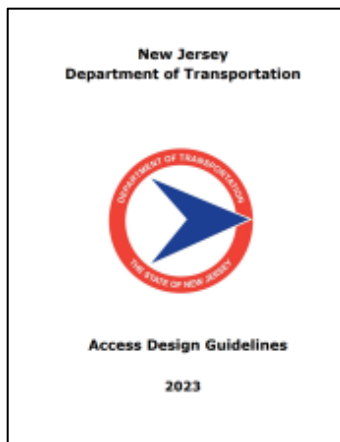 New Jersey
Department of Transportation
DEPARTMENT OF TRANSPORTATION
THE STATE OF NEW JERSEY
Access Design Guidelines
2023